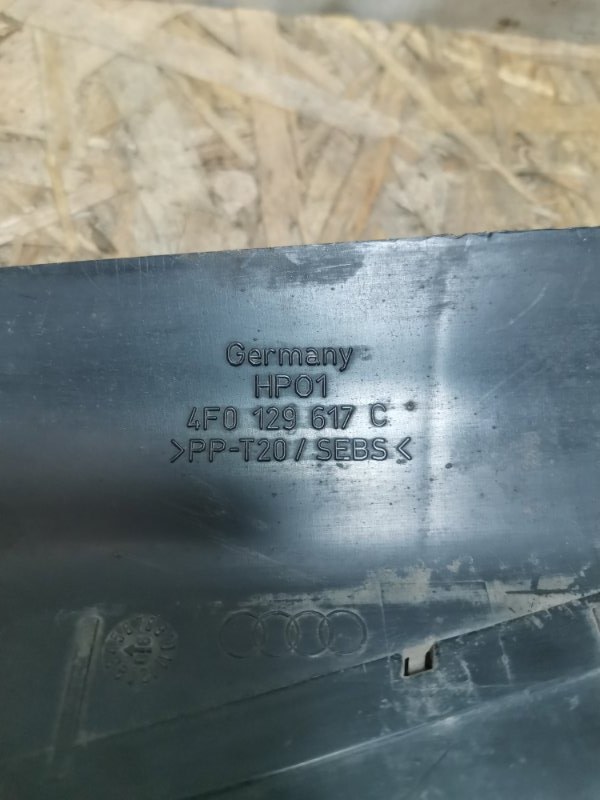 Germany
HP01
4F0 129 617 C
>PP-T20/SEBS<